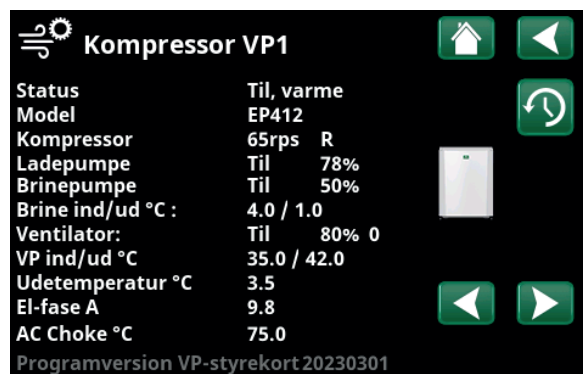 Kompressor VP1
Status Til, varme
Model EP412
Kompressor 65rps R
Ladepumpe Til 78%
Brinepumpe Til 50%
Brine ind/ud °C : 4.0 / 1.0
Ventilator: Til 80% 0
VP ind/ud °C 35.0 / 42.0
Udetemperatur °C 3.5
El-fase A 9.8
AC Choke °C 75.0
Programversion VP-styrekort 20230301